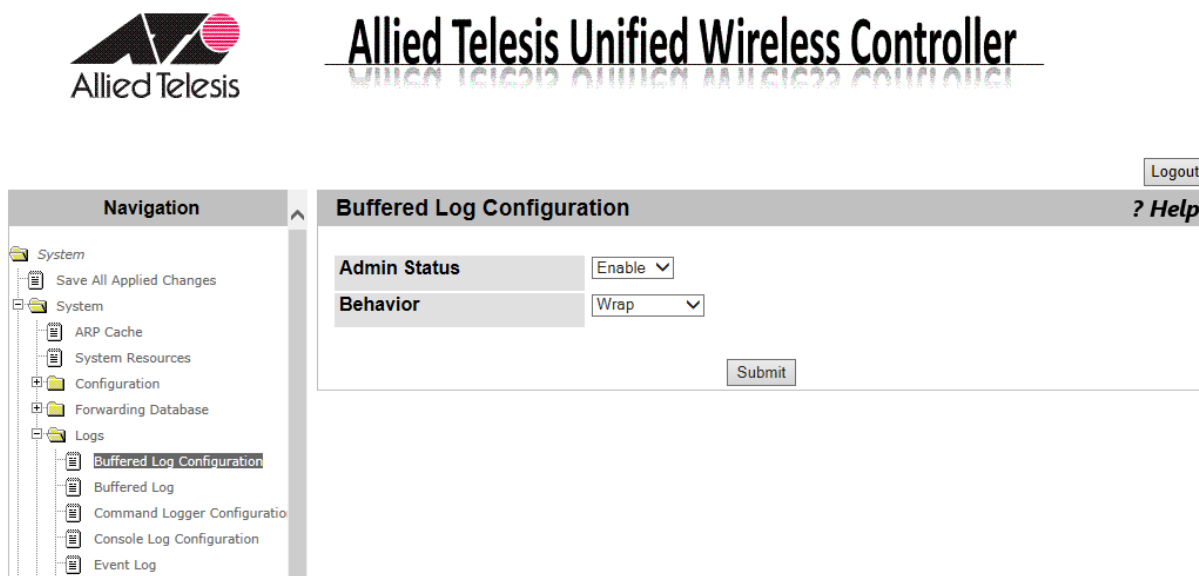 Allied Telesis
Allied Telesis Unified Wireless Controller
Logout
Navigation
Buffered Log Configuration
? Help
System
Save All Applied Changes
System
ARP Cache
System Resources
Configuration
Forwarding Database
Logs
Buffered Log Configuration
Buffered Log
Command Logger Configuratio
Console Log Configuration
Event Log
Admin Status
Enable
Behavior
Wrap
Submit